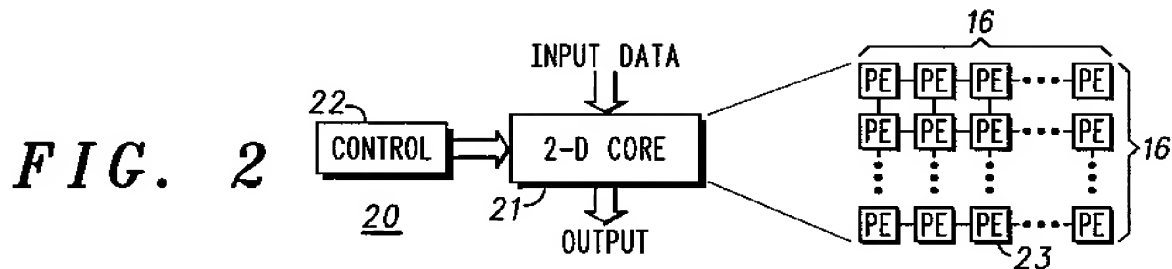 16
INPUT DATA
PE PE PE PE
22
CONTROL
2-D CORE
PE PE PE PE
16
FIG. 2
20
21
OUTPUT
PE PE PE PE
23